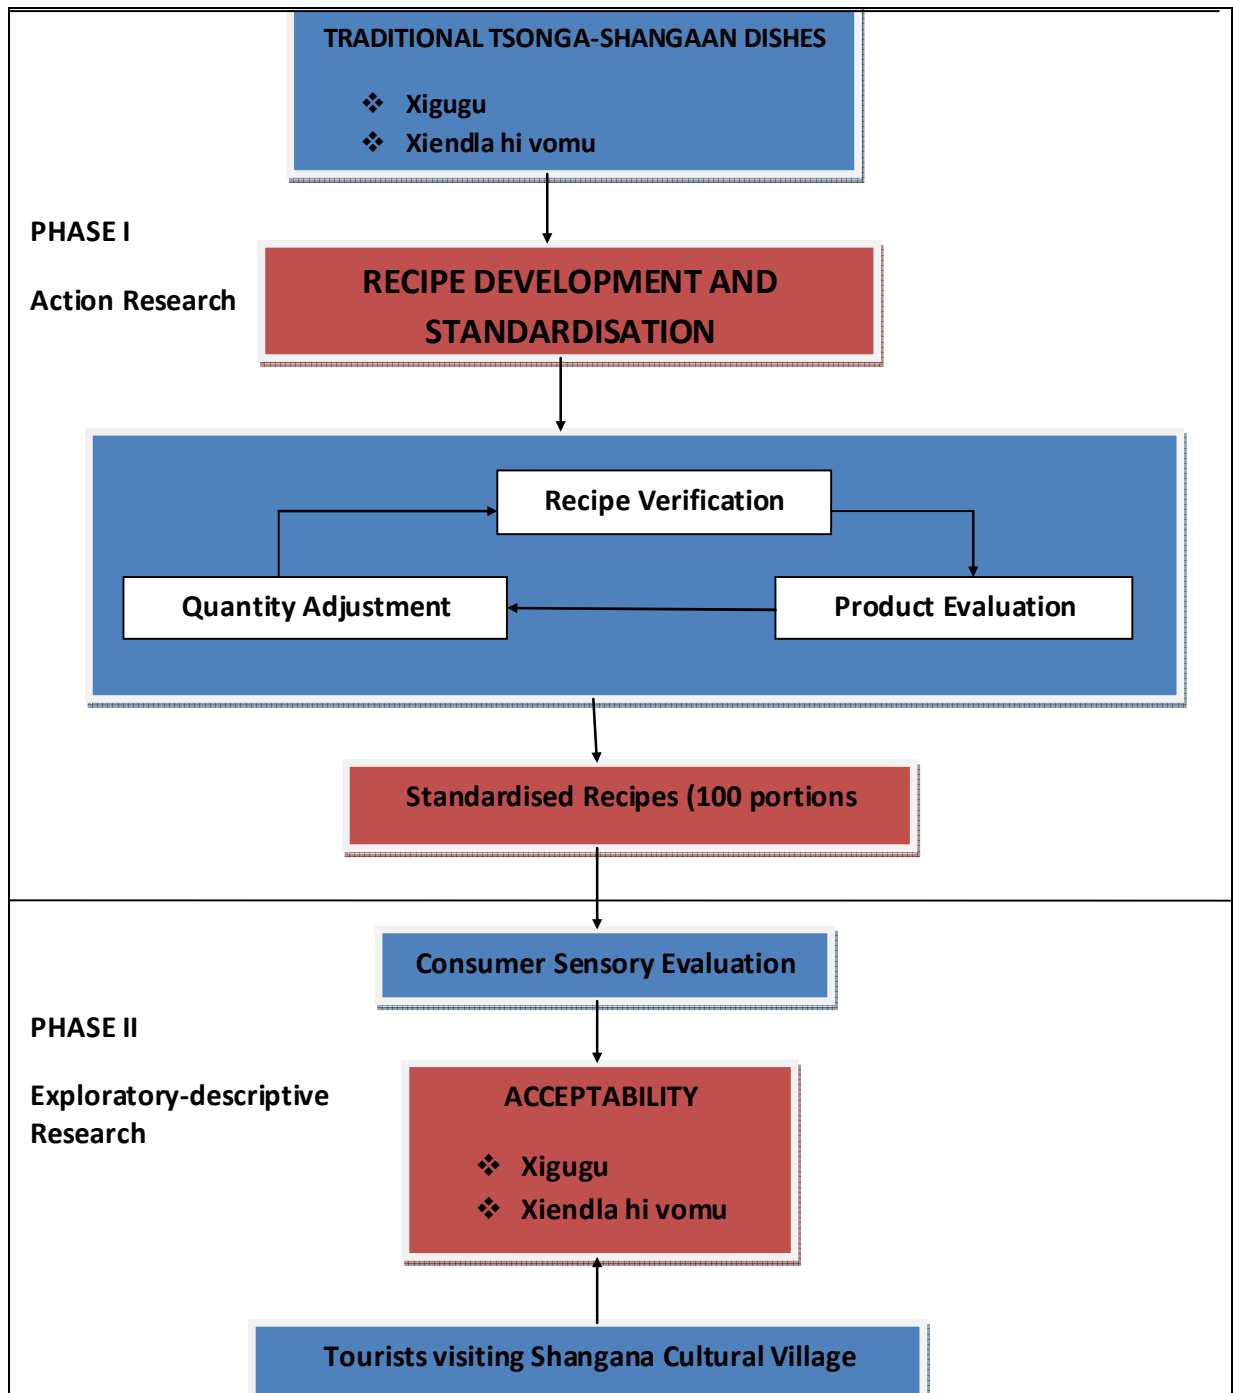 TRADITIONAL TSONGA-SHANGAAN DISHES
❖ Xigugu
❖ Xiendla hi vomu
PHASE I
Action Research
RECIPE DEVELOPMENT AND
STANDARDISATION
Recipe Verification
Quantity Adjustment
Product Evaluation
Standardised Recipes (100 portions
Consumer Sensory Evaluation
PHASE II
Exploratory-descriptive
Research
ACCEPTABILITY
❖ Xigugu
❖ Xiendla hi vomu
Tourists visiting Shangana Cultural Village